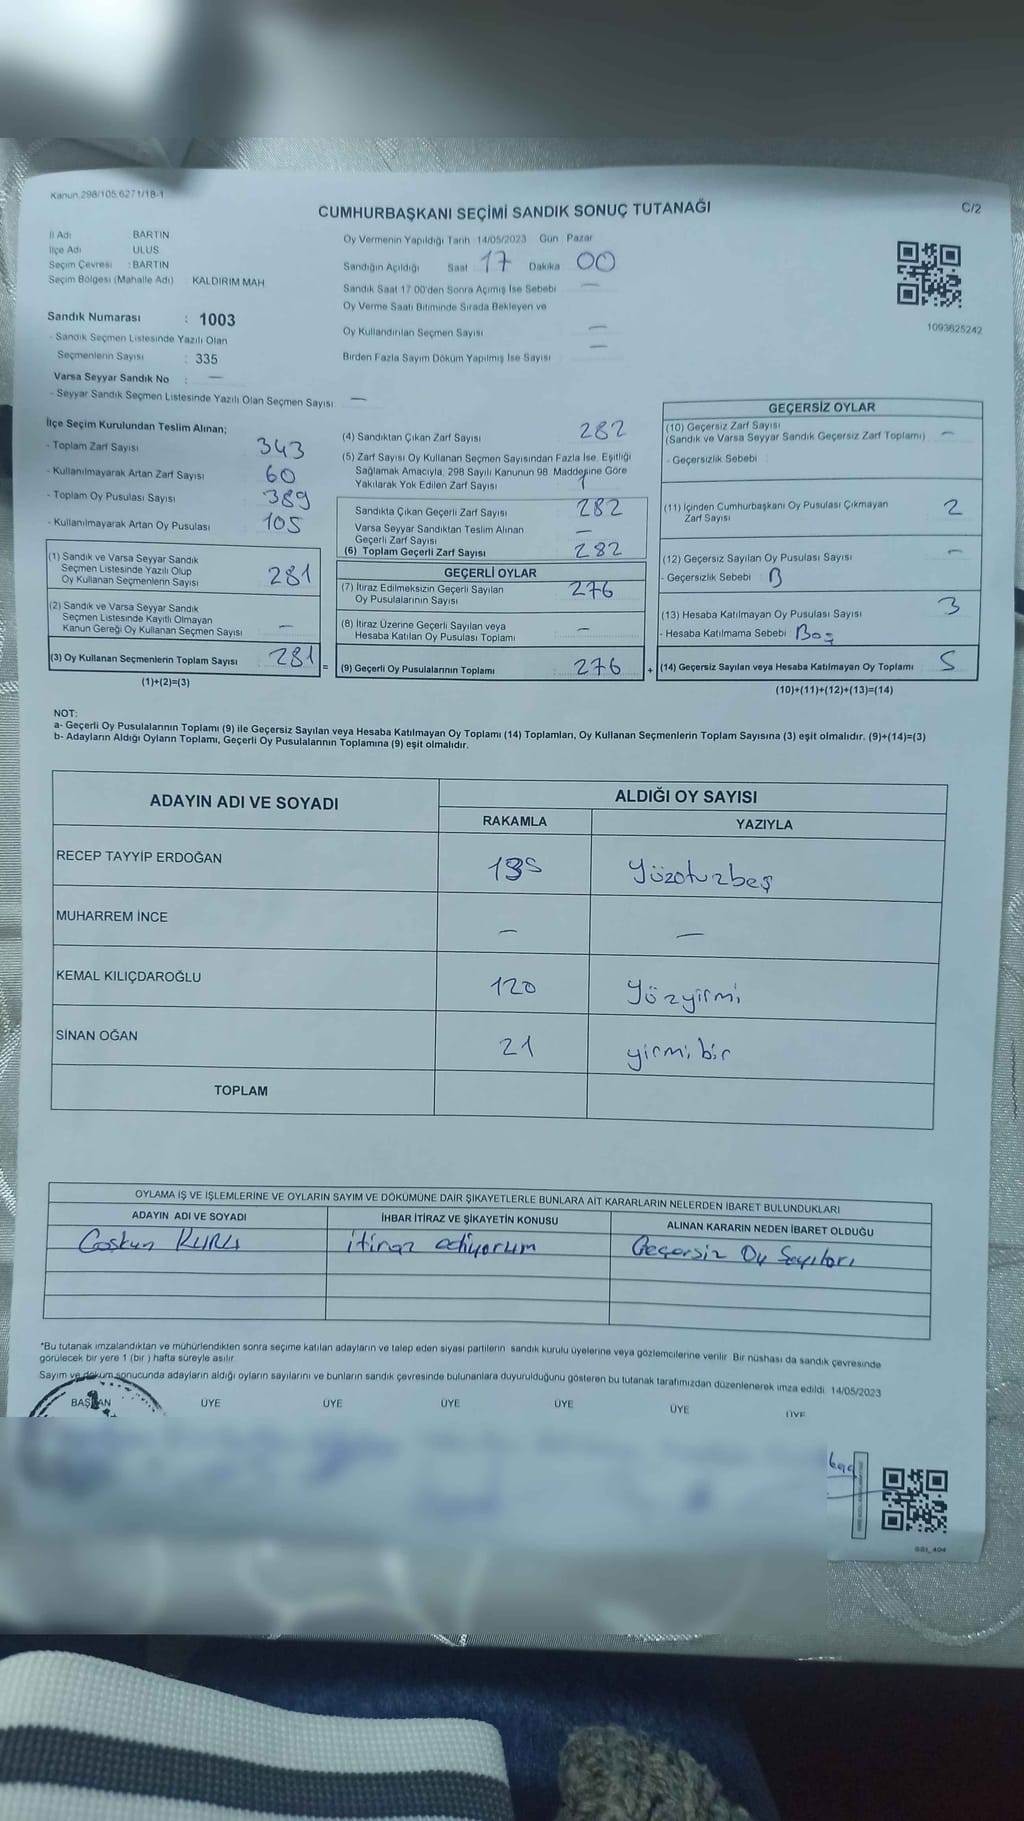 Kanun 298/105 6271/18-1
CUMHURBAŞKANI SEÇİMİ SANDIK SONUÇ TUTANAĞI
C/2
İl Adı BARTIN
İlçe Adı ULUS
Seçim Çevresi : BARTIN
Seçim Bölgesi (Mahalle Adı) KALDIRIM MAH
Sandık Numarası : 1003
- Sandık Seçmen Listesinde Yazılı Olan
Seçmenlerin Sayısı : 335
Varsa Seyyar Sandık No : —
- Seyyar Sandık Seçmen Listesinde Yazılı Olan Seçmen Sayısı —
Oy Vermenin Yapıldığı Tarih 14/05/2023 Gün Pazar
Sandığın Açıldığı Saat 17 Dakika 00
Sandık Saat 17 00'den Sonra Açımış İse Sebebi —
Oy Verme Saati Bitiminde Sırada Bekleyen ve
Oy Kullandırılan Seçmen Sayısı —
Birden Fazla Sayım Döküm Yapılmış İse Sayısı —
1093625242
İlçe Seçim Kurulundan Teslim Alınan;
- Toplam Zarf Sayısı 343
- Kullanılmayarak Artan Zarf Sayısı 60
- Toplam Oy Pusulası Sayısı 389
- Kullanılmayarak Artan Oy Pusulası 105
(1) Sandık ve Varsa Seyyar Sandık
Seçmen Listesinde Yazılı Olup
Oy Kullanan Seçmenlerin Sayısı 281
(2) Sandık ve Varsa Seyyar Sandık
Seçmen Listesinde Kayıtlı Olmayan
Kanun Gereği Oy Kullanan Seçmen Sayısı —
(3) Oy Kullanan Seçmenlerin Toplam Sayısı 281 =
(1)+(2)=(3)
(4) Sandıktan Çıkan Zarf Sayısı 282
(5) Zarf Sayısı Oy Kullanan Seçmen Sayısından Fazla İse, Eşitliği
Sağlamak Amacıyla, 298 Sayılı Kanunun 98. Maddesine Göre
Yakılarak Yok Edilen Zarf Sayısı 1
Sandıkta Çıkan Geçerli Zarf Sayısı 282
Varsa Seyyar Sandıktan Teslim Alınan
Geçerli Zarf Sayısı —
(6) Toplam Geçerli Zarf Sayısı 282
GEÇERLİ OYLAR
(7) İtiraz Edilmeksizin Geçerli Sayılan
Oy Pusulalarının Sayısı 276
(8) İtiraz Üzerine Geçerli Sayılan veya
Hesaba Katılan Oy Pusulası Toplamı —
(9) Geçerli Oy Pusulalarının Toplamı 276 +
GEÇERSİZ OYLAR
(10) Geçersiz Zarf Sayısı
(Sandık ve Varsa Seyyar Sandık Geçersiz Zarf Toplamı) —
- Geçersizlik Sebebi
(11) İçinden Cumhurbaşkanı Oy Pusulası Çıkmayan
Zarf Sayısı 2
(12) Geçersiz Sayılan Oy Pusulası Sayısı —
- Geçersizlik Sebebi B
(13) Hesaba Katılmayan Oy Pusulası Sayısı 3
- Hesaba Katılmama Sebebi Boş
(14) Geçersiz Sayılan veya Hesaba Katılmayan Oy Toplamı 5
(10)+(11)+(12)+(13)=(14)
NOT:
a- Geçerli Oy Pusulalarının Toplamı (9) ile Geçersiz Sayılan veya Hesaba Katılmayan Oy Toplamı (14) Toplamları, Oy Kullanan Seçmenlerin Toplam Sayısına (3) eşit olmalıdır. (9)+(14)=(3)
b- Adayların Aldığı Oyların Toplamı, Geçerli Oy Pusulalarının Toplamına (9) eşit olmalıdır.
ADAYIN ADI VE SOYADI ALDIĞI OY SAYISI
RAKAMLA YAZIYLA
RECEP TAYYİP ERDOĞAN 135 Yüzotuzbeş
MUHARREM İNCE — —
KEMAL KILIÇDAROĞLU 120 Yüzyirmi
SİNAN OĞAN 21 yirmi bir
TOPLAM
OYLAMA İŞ VE İŞLEMLERİNE VE OYLARIN SAYIM VE DÖKÜMÜNE DAİR ŞİKAYETLERLE BUNLARA AİT KARARLARIN NELERDEN İBARET BULUNDUKLARI
ADAYIN ADI VE SOYADI İHBAR İTİRAZ VE ŞİKAYETİN KONUSU ALINAN KARARIN NEDEN İBARET OLDUĞU
Coşkun itiraz ediyorum Geçersiz Oy Sayıları
*Bu tutanak imzalandıktan ve mühürlendikten sonra seçime katılan adayların ve talep eden siyasi partilerin sandık kurulu üyelerine veya gözlemcilerine verilir Bir nüshası da sandık çevresinde
görülecek bir yere 1 (bir ) hafta süreyle asılır
Sayım ve döküm sonucunda adayların aldığı oyların sayılarını ve bunların sandık çevresinde bulunanlara duyurulduğunu gösteren bu tutanak tarafımızdan düzenlenerek imza edildi 14/05/2023
BAŞKAN ÜYE ÜYE ÜYE ÜYE ÜYE ÜYE